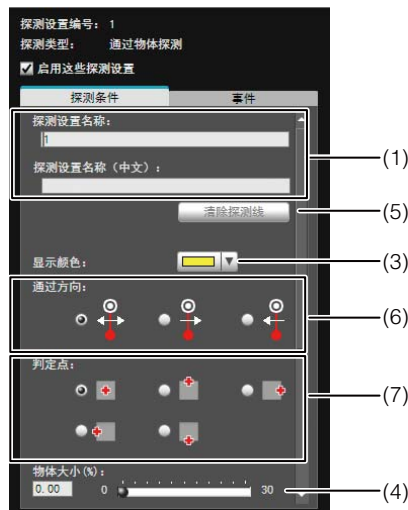 探测设置编号： 1
探测类型： 通过物体探测
启用这些探测设置
探测条件 事件
探测设置名称：
1
(1)
探测设置名称（中文）：
清除探测线 (5)
显示颜色： (3)
通过方向：
(6)
判定点：
(7)
物体大小(%)：
0.00 0 30 (4)